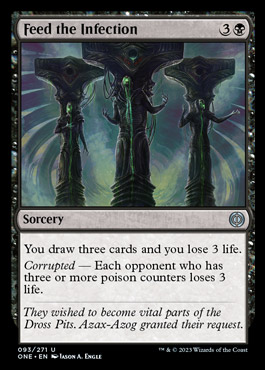 Feed the Infection 3
Sorcery
You draw three cards and you lose 3 life.
Corrupted — Each opponent who has
three or more poison counters loses 3
life.
They wished to become vital parts of the
Dross Pits. Azax-Azog granted their request.
093/271 U
ONE • EN Jason A. Engle
™ & © 2023 Wizards of the Coast